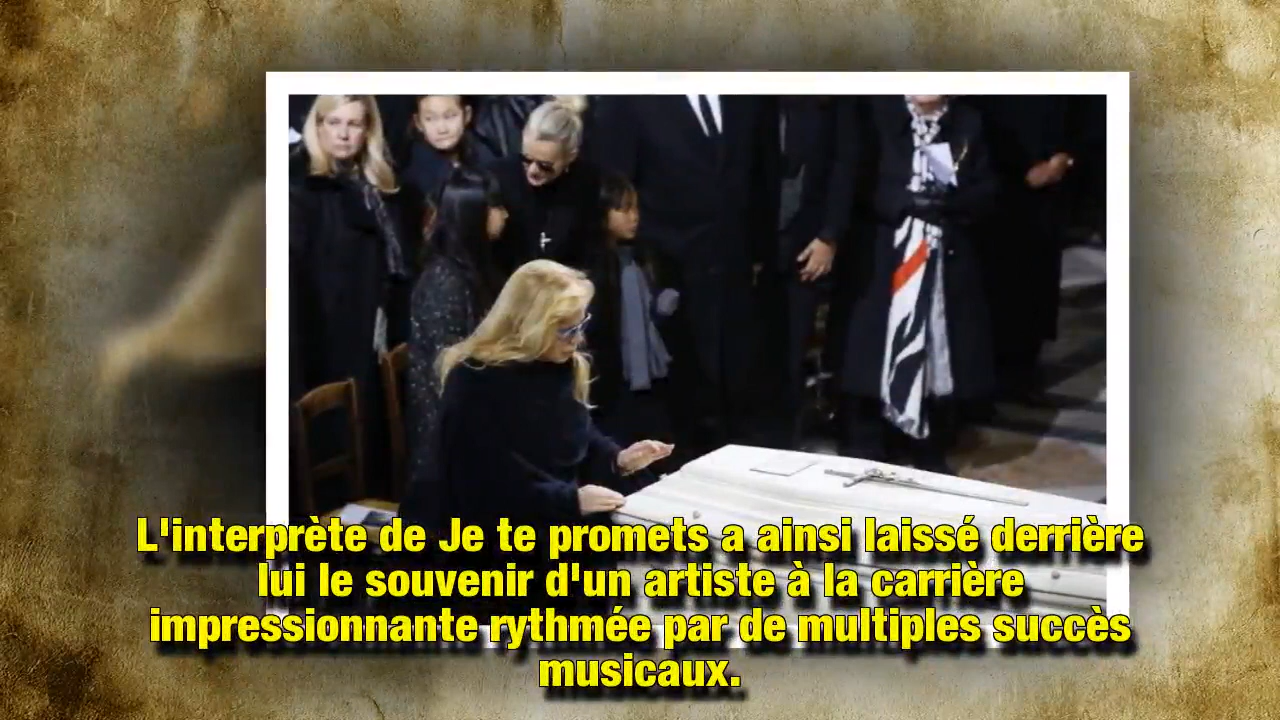 L'interprète de Je te promets a ainsi laissé derrière
lui le souvenir d'un artiste à la carrière
impressionnante rythmée par de multiples succès
musicaux.